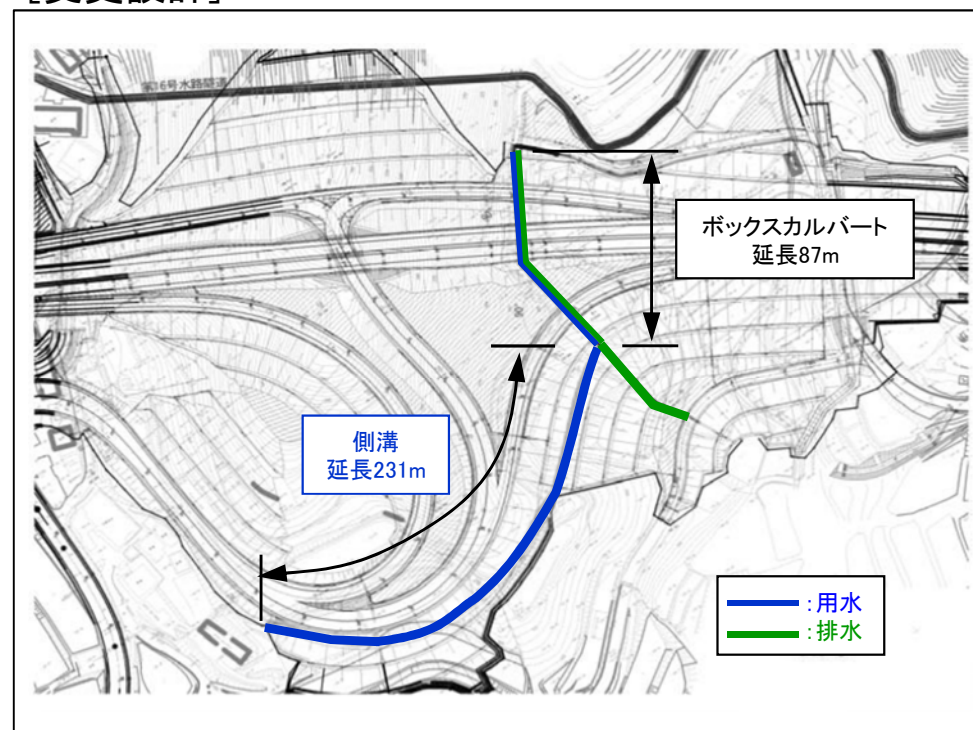 [変更設計]
第16号水路隧道
ボックスカルバート
延長87m
側溝
延長231m
:用水
:排水